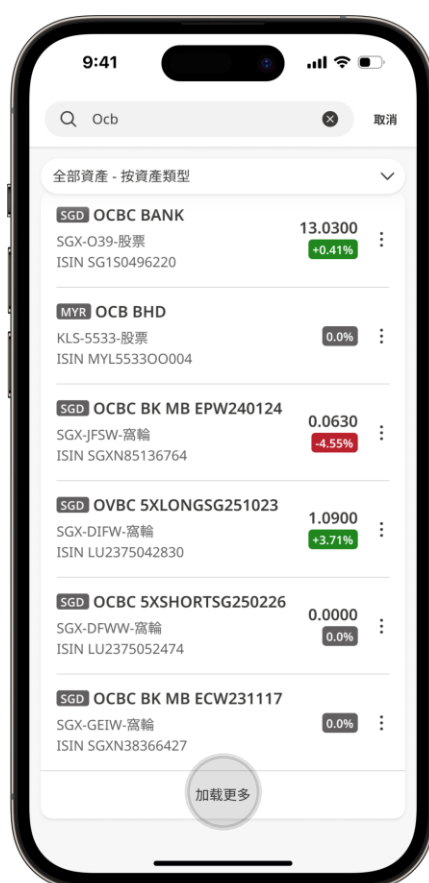 9:41
Ocb
取消
全部資產 - 按資產類型
SGD OCBC BANK
13.0300
SGX-O39-股票
+0.41%
ISIN SG1S0496220
MYR OCB BHD
KLS-5533-股票
0.0%
ISIN MYL5533OO004
SGD OCBC BK MB EPW240124
0.0630
SGX-JFSW-窩輪
-4.55%
ISIN SGXN85136764
SGD OVBC 5XLONGSG251023
1.0900
SGX-DIFW-窩輪
+3.71%
ISIN LU2375042830
SGD OCBC 5XSHORTSG250226
0.0000
SGX-DFWW-窩輪
0.0%
ISIN LU2375052474
SGD OCBC BK MB ECW231117
SGX-GEIW-窩輪
0.0%
ISIN SGXN38366427
加载更多